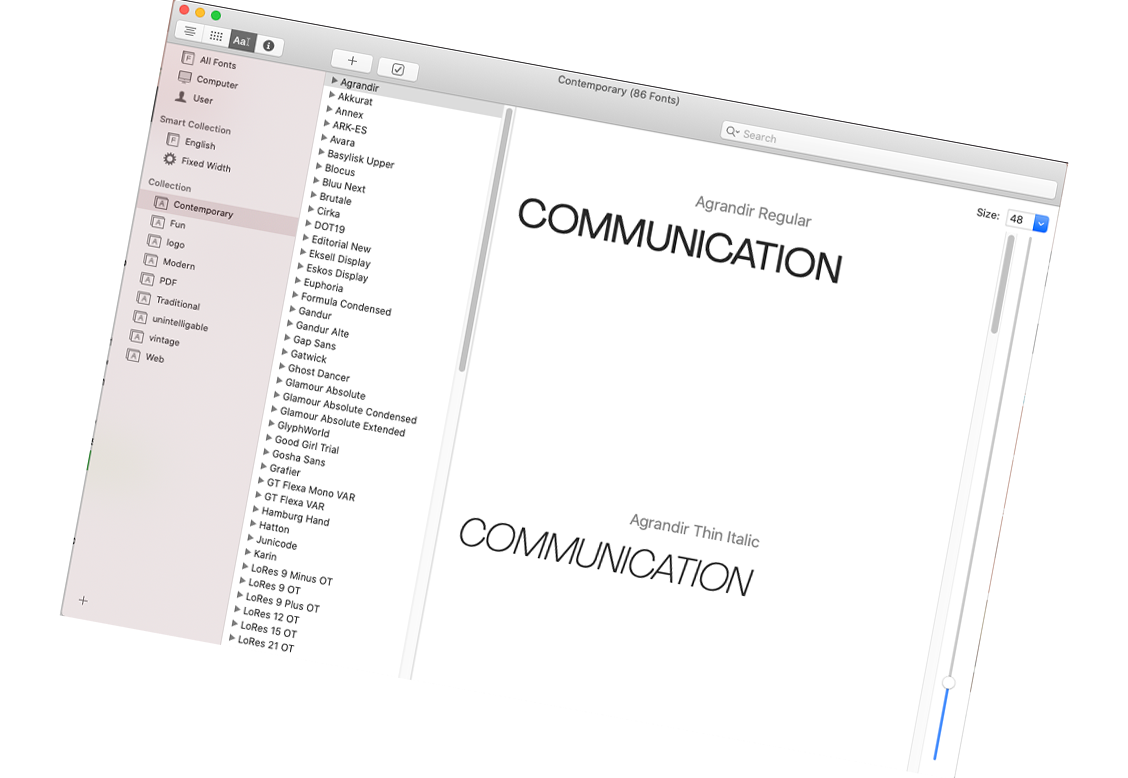 Aa
Contemporary (86 Fonts)
Search
All Fonts
Computer
User
Smart Collection
English
Fixed Width
Collection
Contemporary
Fun
logo
Modern
PDF
Traditional
unintelligable
vintage
Web
Agrandir
Akkurat
Annex
ARK-ES
Avara
Basylisk Upper
Blocus
Bluu Next
Brutale
Cirka
DOT19
Editorial New
Eksell Display
Eskos Display
Euphoria
Formula Condensed
Gandur
Gandur Alte
Gap Sans
Gatwick
Ghost Dancer
Glamour Absolute
Glamour Absolute Condensed
Glamour Absolute Extended
GlyphWorld
Good Girl Trial
Gosha Sans
Grafier
GT Flexa Mono VAR
GT Flexa VAR
Hamburg Hand
Hatton
Junicode
Karin
LoRes 9 Minus OT
LoRes 9 OT
LoRes 9 Plus OT
LoRes 12 OT
LoRes 15 OT
LoRes 21 OT
Size: 48
Agrandir Regular
COMMUNICATION
Agrandir Thin Italic
COMMUNICATION